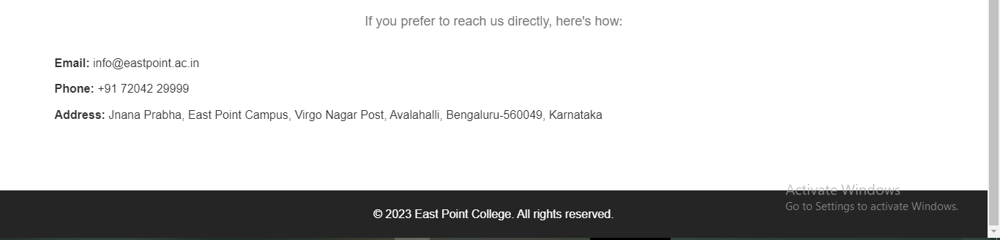 If you prefer to reach us directly, here's how:
Email: info@eastpoint.ac.in
Phone: +91 72042 29999
Address: Jnana Prabha, East Point Campus, Virgo Nagar Post, Avalahalli, Bengaluru-560049, Karnataka
Activate Windows
Go to Settings to activate Windows.
© 2023 East Point College. All rights reserved.